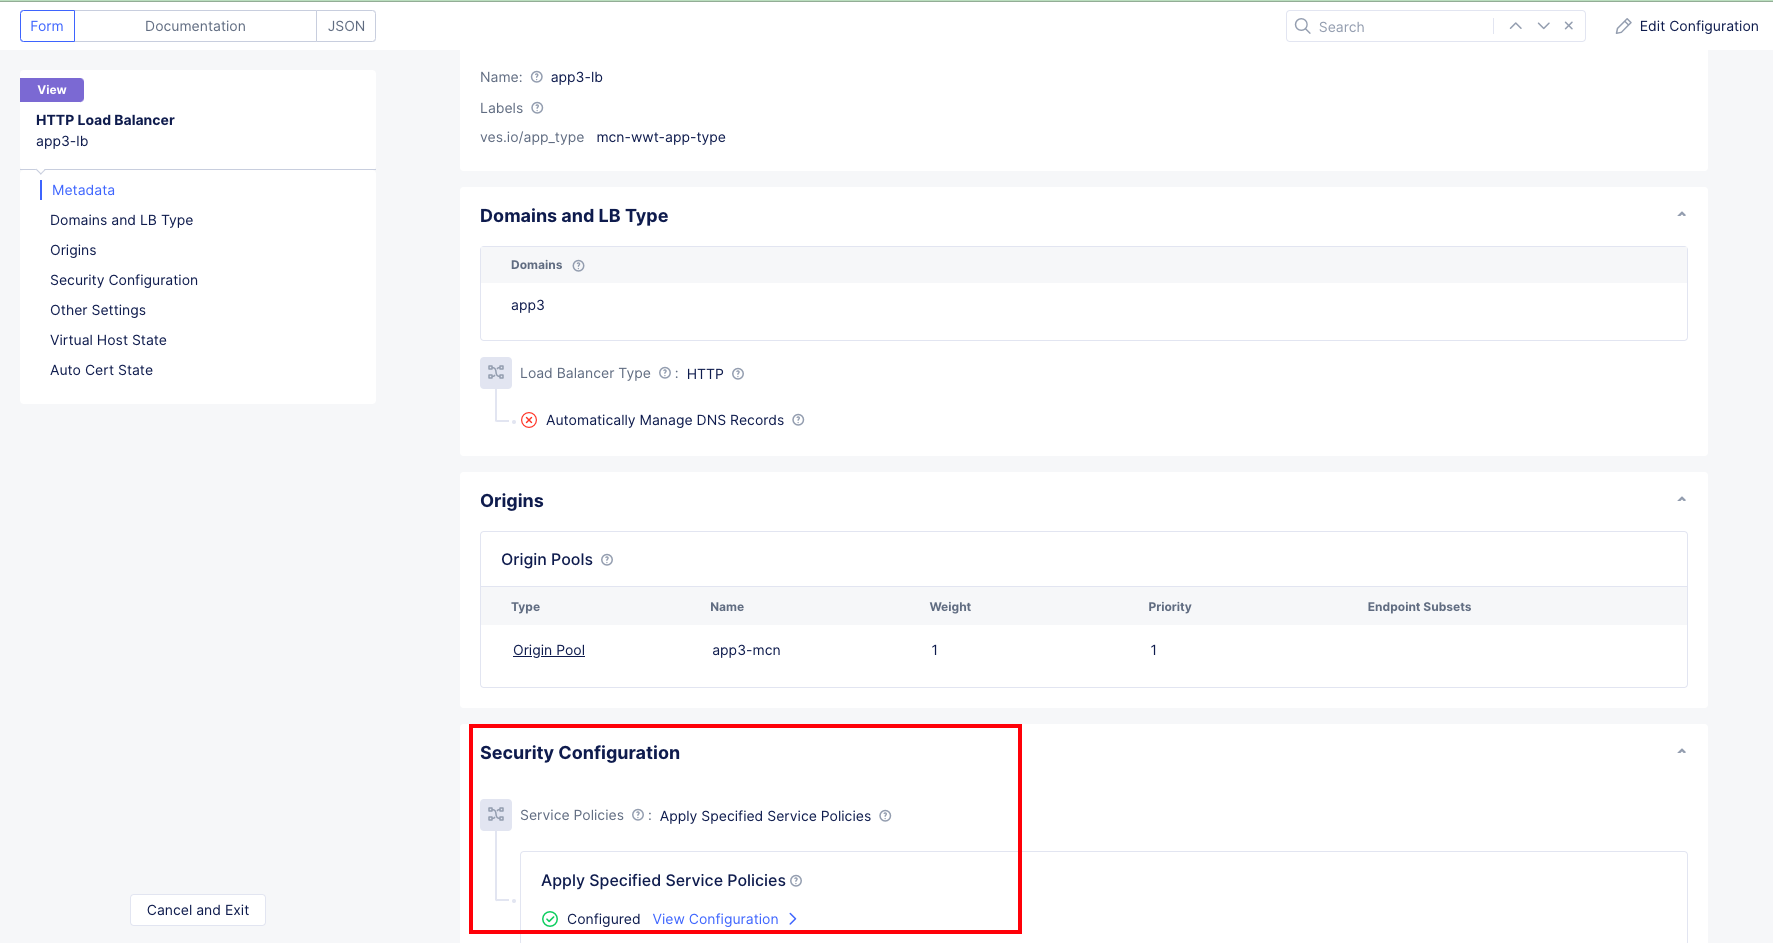 Form Documentation JSON Search Edit Configuration
View
HTTP Load Balancer
app3-lb
Metadata
Domains and LB Type
Origins
Security Configuration
Other Settings
Virtual Host State
Auto Cert State
Cancel and Exit
Name: app3-lb
Labels
ves.io/app_type mcn-wwt-app-type
Domains and LB Type
Domains
app3
Load Balancer Type : HTTP
Automatically Manage DNS Records
Origins
Origin Pools
Type Name Weight Priority Endpoint Subsets
Origin Pool app3-mcn 1 1
Security Configuration
Service Policies : Apply Specified Service Policies
Apply Specified Service Policies
Configured View Configuration